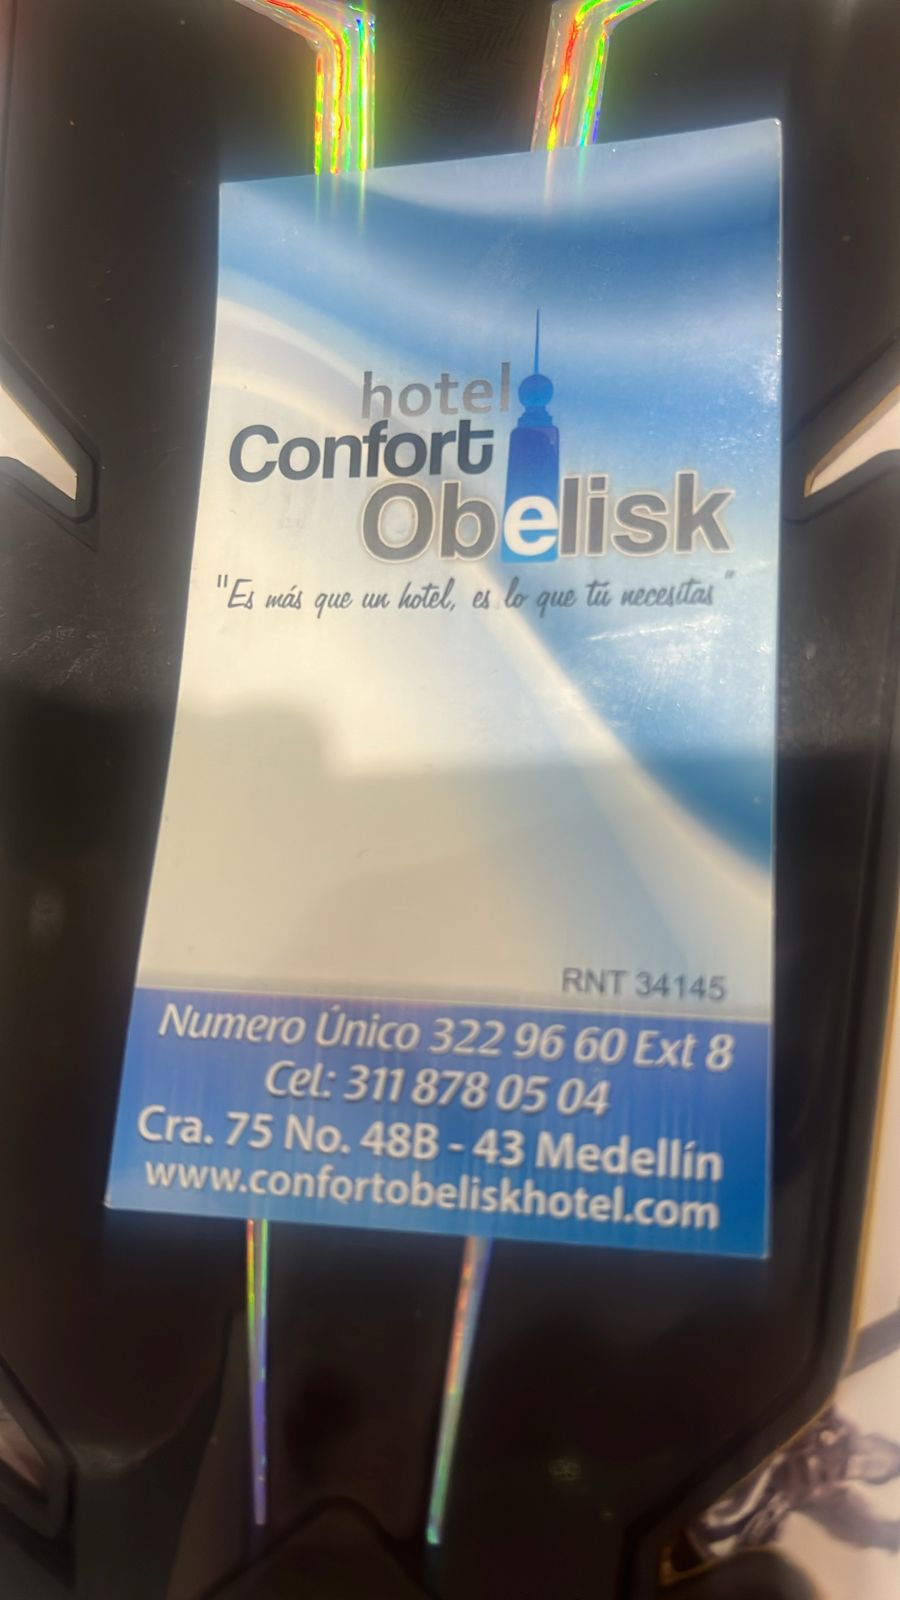 hotel
Confort
Obelisk
"Es más que un hotel, es lo que tú necesitas"
RNT 34145
Numero Único 322 96 60 Ext 8
Cel.: 311 878 05 04
Cra. 75 No. 48B - 43 Medellín
www.confortobeliskhotel.com